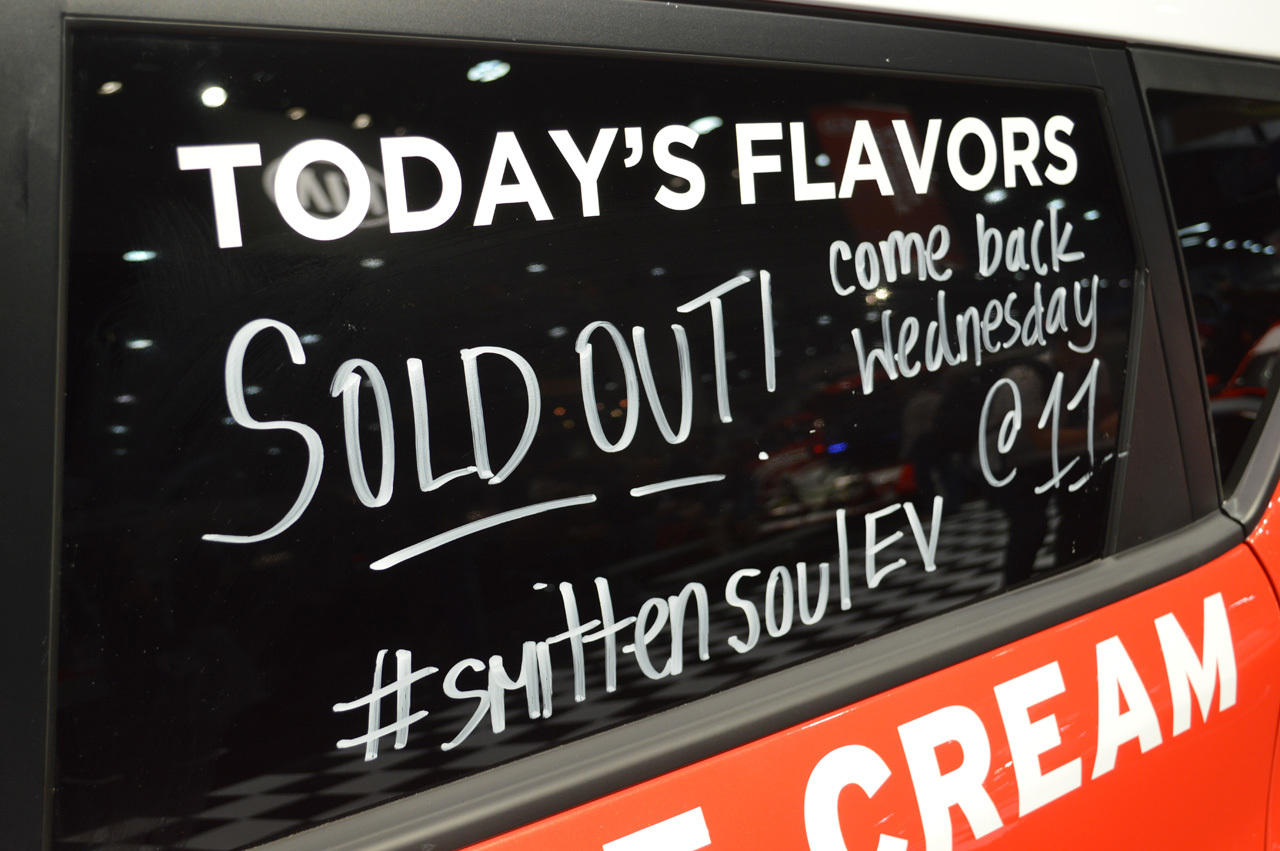 TODAY'S FLAVORS
SOLD OUT!
come back
Wednesday
@ 11
#smittensoulEV
CREAM